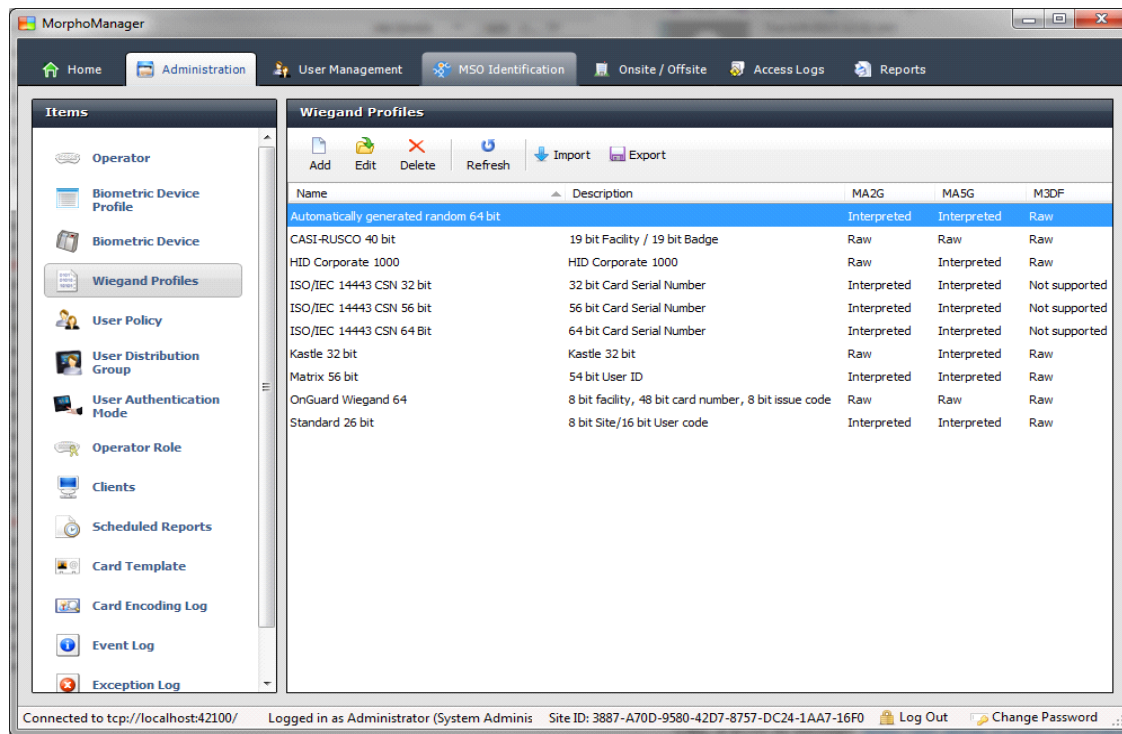 MorphoManager
Home Administration User Management MSO Identification Onsite / Offsite Access Logs Reports
Items
Operator
Biometric Device
Profile
Biometric Device
Wiegand Profiles
User Policy
User Distribution
Group
User Authentication
Mode
Operator Role
Clients
Scheduled Reports
Card Template
Card Encoding Log
Event Log
Exception Log
Wiegand Profiles
Add Edit Delete Refresh Import Export
Name Description MA2G MA5G M3DF
Automatically generated random 64 bit Interpreted Interpreted Raw
CASI-RUSCO 40 bit 19 bit Facility / 19 bit Badge Raw Raw Raw
HID Corporate 1000 HID Corporate 1000 Raw Interpreted Raw
ISO/IEC 14443 CSN 32 bit 32 bit Card Serial Number Interpreted Interpreted Not supported
ISO/IEC 14443 CSN 56 bit 56 bit Card Serial Number Interpreted Interpreted Not supported
ISO/IEC 14443 CSN 64 Bit 64 bit Card Serial Number Interpreted Interpreted Not supported
Kastle 32 bit Kastle 32 bit Raw Interpreted Raw
Matrix 56 bit 54 bit User ID Interpreted Interpreted Raw
OnGuard Wiegand 64 8 bit facility, 48 bit card number, 8 bit issue code Raw Raw Raw
Standard 26 bit 8 bit Site/16 bit User code Interpreted Interpreted Raw
Connected to tcp://localhost:42100/ Logged in as Administrator (System Adminis Site ID: 3887-A70D-9580-42D7-8757-DC24-1AA7-16F0 Log Out Change Password